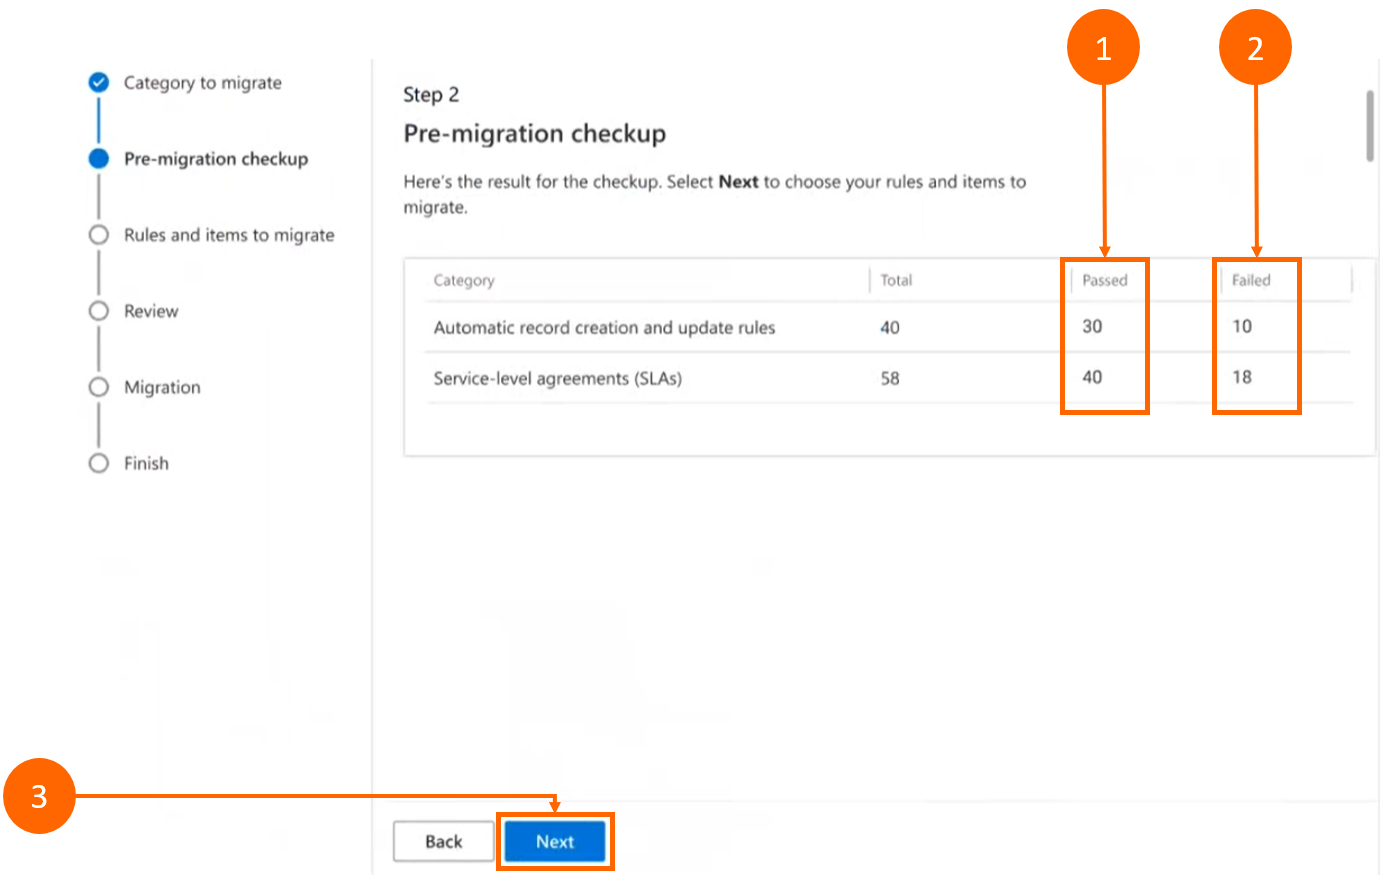 1
2
Category to migrate
Pre-migration checkup
Rules and items to migrate
Review
Migration
Finish
Step 2
Pre-migration checkup
Here's the result for the checkup. Select Next to choose your rules and items to
migrate.
Category Total Passed Failed
Automatic record creation and update rules 40 30 10
Service-level agreements (SLAs) 58 40 18
3
Back Next